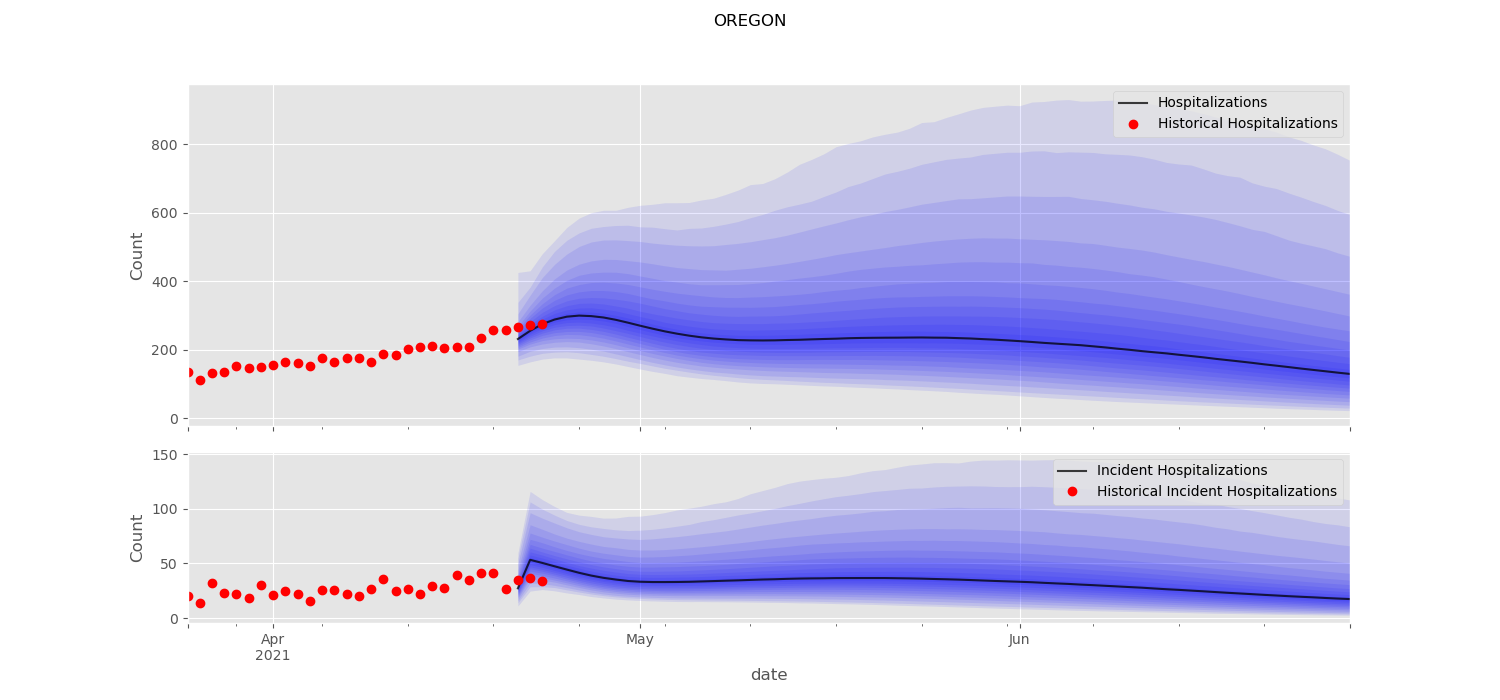 OREGON
Hospitalizations
Historical Hospitalizations
Count
800
600
400
200
0
Incident Hospitalizations
Historical Incident Hospitalizations
Count
150
100
50
0
Apr
2021
May
Jun
date